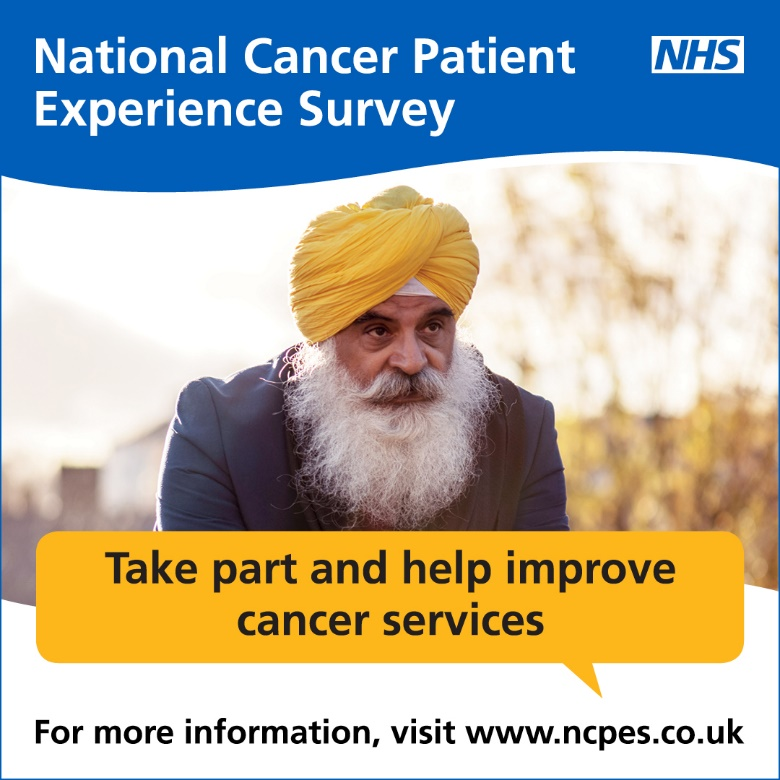 National Cancer Patient
Experience Survey
NHS
Take part and help improve
cancer services
For more information, visit www.ncpes.co.uk